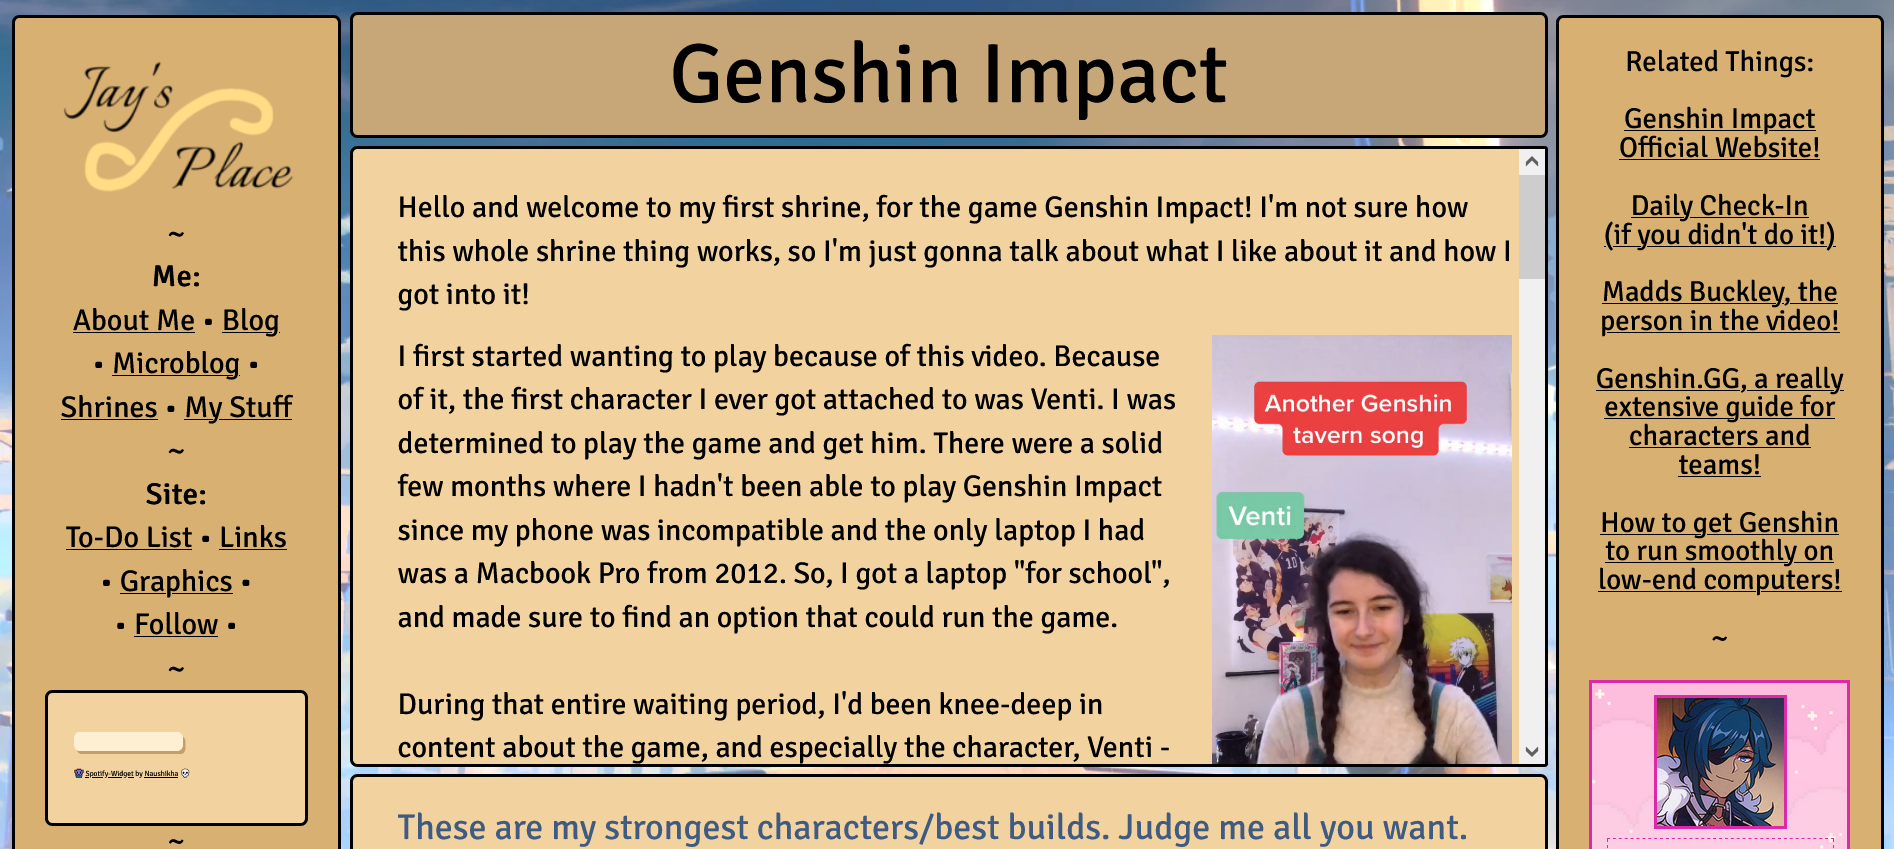 Jay's
Place
~
Me:
About Me • Blog
• Microblog •
Shrines • My Stuff
~
Site:
To-Do List • Links
• Graphics •
• Follow •
~
Spotify-Widget by Naushikha
~
Genshin Impact
Hello and welcome to my first shrine, for the game Genshin Impact! I'm not sure how
this whole shrine thing works, so I'm just gonna talk about what I like about it and how I
got into it!
I first started wanting to play because of this video. Because
of it, the first character I ever got attached to was Venti. I was
determined to play the game and get him. There were a solid
few months where I hadn't been able to play Genshin Impact
since my phone was incompatible and the only laptop I had
was a Macbook Pro from 2012. So, I got a laptop "for school",
and made sure to find an option that could run the game.
During that entire waiting period, I'd been knee-deep in
content about the game, and especially the character, Venti -
Another Genshin
tavern song
Venti
These are my strongest characters/best builds. Judge me all you want.
Related Things:
Genshin Impact
Official Website!
Daily Check-In
(if you didn't do it!)
Madds Buckley, the
person in the video!
Genshin.GG, a really
extensive guide for
characters and
teams!
How to get Genshin
to run smoothly on
low-end computers!
~